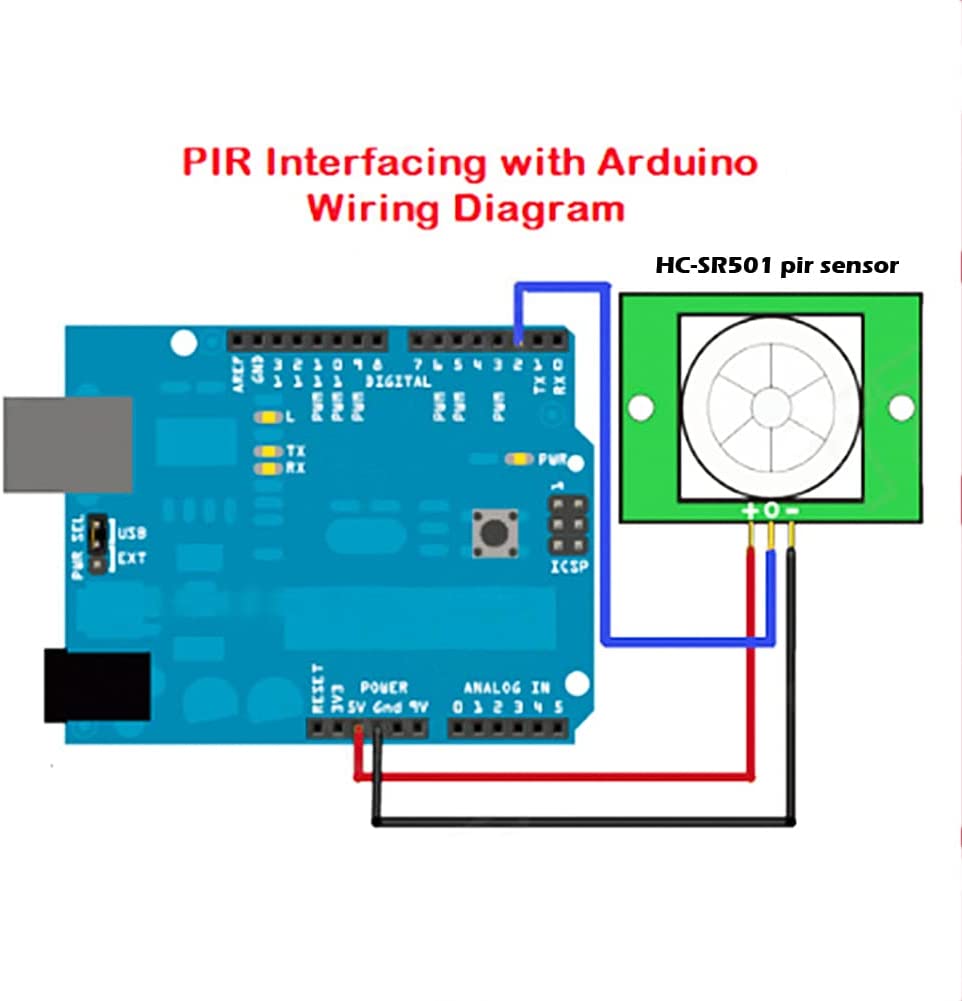 PIR Interfacing with Arduino
Wiring Diagram
HC-SR501 pir sensor
AREF GND 13 12 11 10 9 8 7 6 5 4 3 2 1 0
DIGITAL
PWM PWM PWM PWM PWM PWM TX RX
L
TX
RX
PWR
1
+O-
PWR SEL
USB
EXT
ICSP
POWER
ANALOG IN
RESET 3V3 5V Gnd 9V 0 1 2 3 4 5